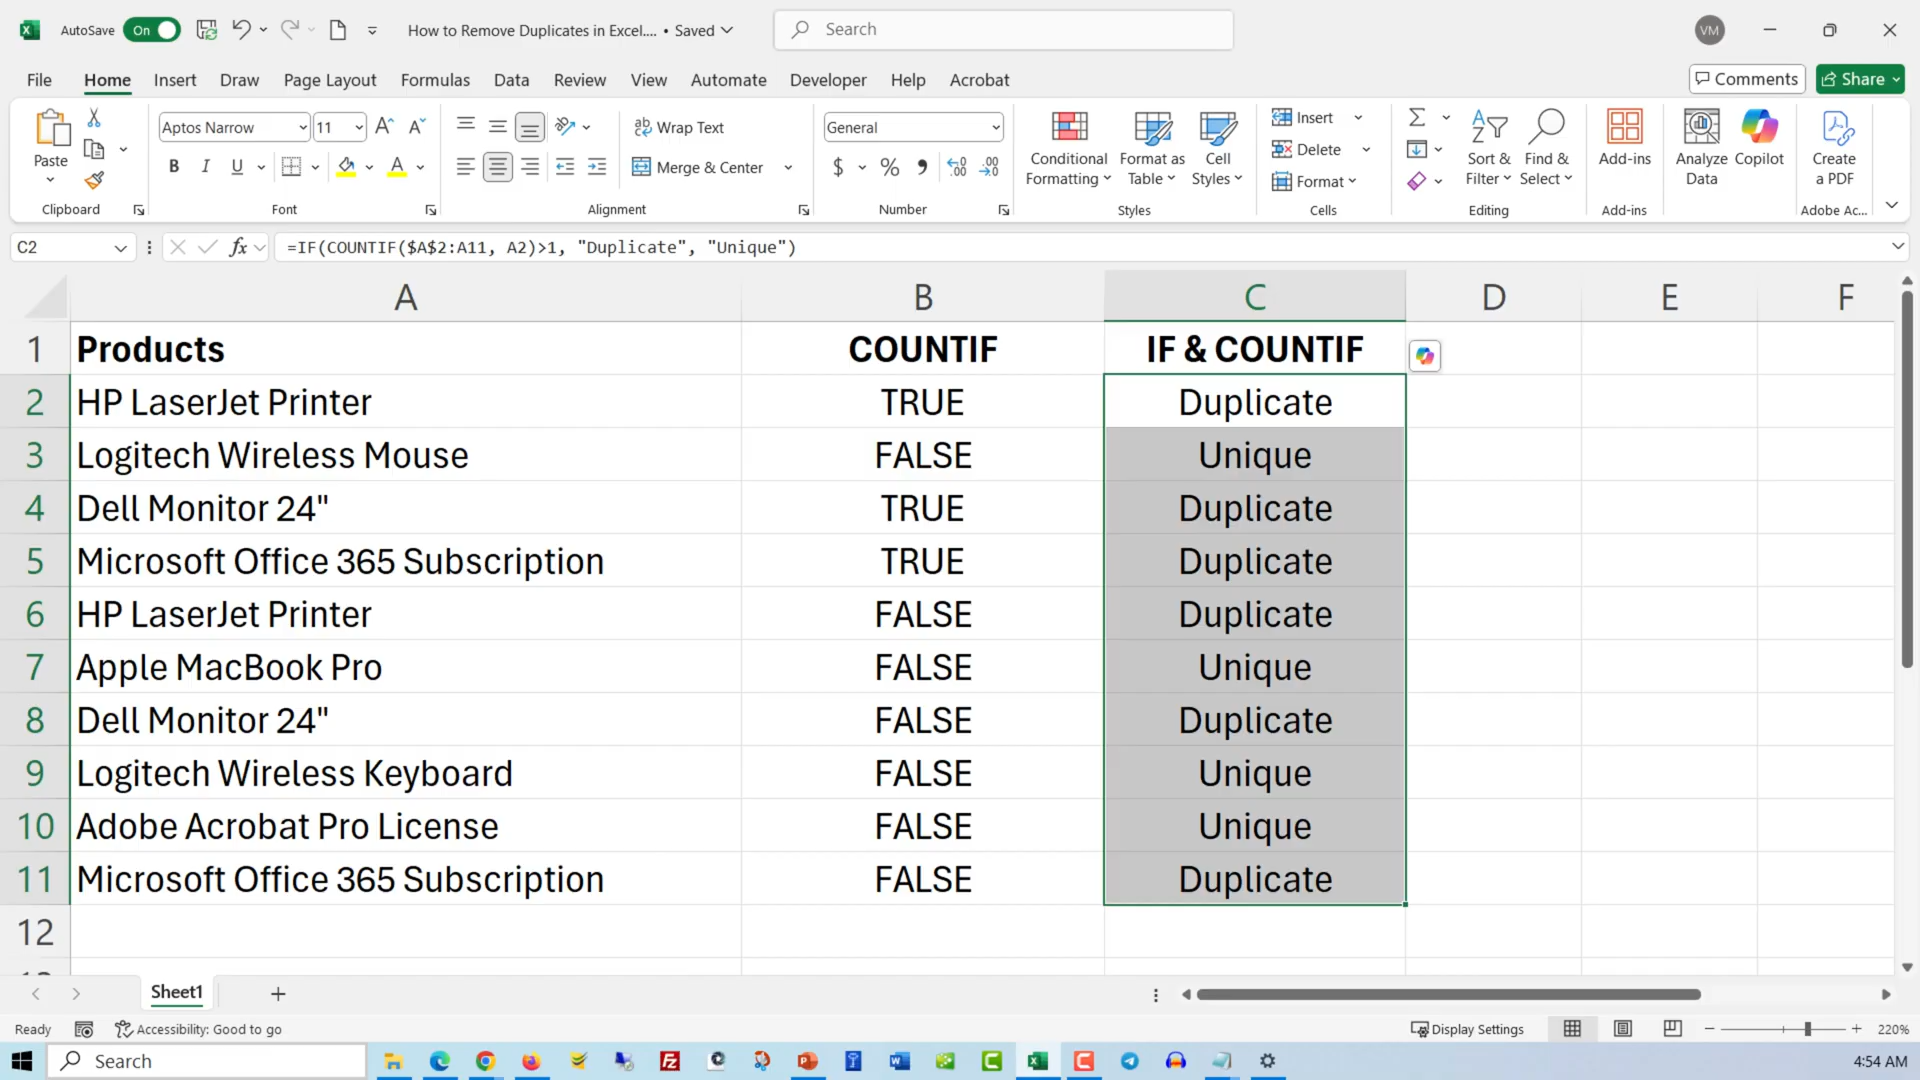 AutoSave On How to Remove Duplicates in Excel.... • Saved Search VM
File Home Insert Draw Page Layout Formulas Data Review View Automate Developer Help Acrobat Comments Share
Aptos Narrow 11 Wrap Text General Insert
Paste B I U Merge & Center $ % Conditional Formatting Format as Table Cell Styles Delete Format Sort & Filter Find & Select Add-ins Analyze Data Copilot Create a PDF
Clipboard Font Alignment Number Styles Cells Editing Add-ins Adobe Ac...
C2 fx =IF(COUNTIF($A$2:A11, A2)>1, "Duplicate", "Unique")
A B C D E F
1 Products COUNTIF IF & COUNTIF
2 HP LaserJet Printer TRUE Duplicate
3 Logitech Wireless Mouse FALSE Unique
4 Dell Monitor 24" TRUE Duplicate
5 Microsoft Office 365 Subscription TRUE Duplicate
6 HP LaserJet Printer FALSE Duplicate
7 Apple MacBook Pro FALSE Unique
8 Dell Monitor 24" FALSE Duplicate
9 Logitech Wireless Keyboard FALSE Unique
10 Adobe Acrobat Pro License FALSE Unique
11 Microsoft Office 365 Subscription FALSE Duplicate
12
Sheet1
Ready Accessibility: Good to go Display Settings 220%
Search 4:54 AM